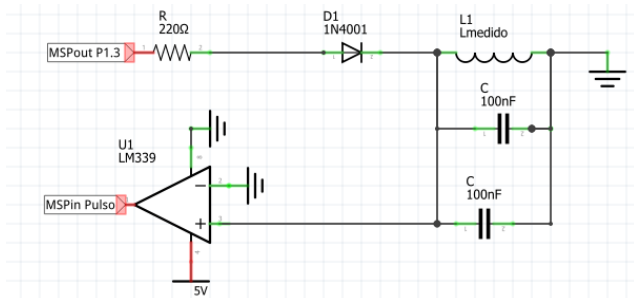 R
220Ω
D1
1N4001
L1
Lmedido
MSPout P1.3
C
100nF
U1
LM339
C
100nF
MSPin Pulso
−
+
5V